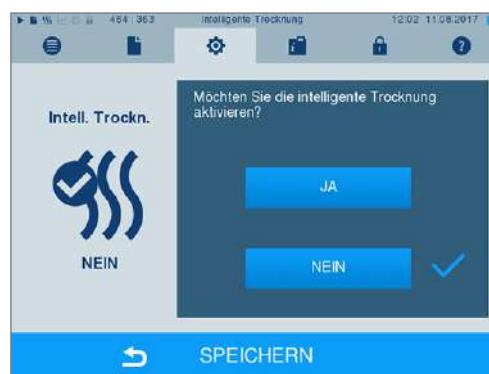 464 : 363 Intelligente Trocknung 12:02 11.08.2017
Intell. Trockn.
NEIN
Möchten Sie die intelligente Trocknung
aktivieren?
JA
NEIN
SPEICHERN